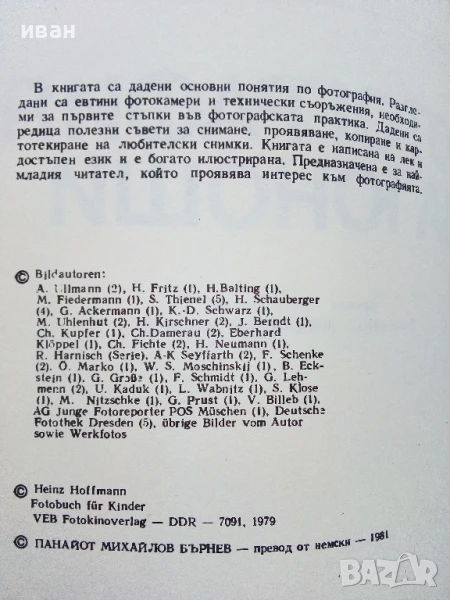 иван
В книгата са дадени основни понятия по фотография. Разгле-
дани са евтини фотокамери и технически съоръжения, необходи-
ми за първите стъпки във фотографската практика. Дадени са
редица полезни съвети за снимане, проявяване, копиране и кар-
тотекиране на любителски снимки. Книгата е написана на лек и
достъпен език и е богато илюстрирана. Предназначена е за най-
младия читател, който проявява интерес към фотографията.
© Bildautoren:
A. Ullmann (2), H. Fritz (1), H. Balting (1),
M. Fiedermann (1), S. Thienel (5), H. Schauberger
(4), G. Ackermann (1), K.-D. Schwarz (1),
M. Uhlenhut (2), H. Kirschner (2), J. Berndt (1),
Ch. Kupfer (1), Ch. Damerau (2), Eberhard
Klöppel (1), Ch. Fichte (2), H. Neumann (1),
R. Harnisch (Serie), A-K Seyffarth (2), F. Schenke
(2), O. Marko (1), W. S. Moschinskij (1), B. Eck-
stein (1), G. Große (1), F. Schmidt (1), G. Leh-
mann (2), U. Kaduk (1), L. Wabnitz (1), S. Klose
(1), M. Nitzschke (1), G. Prust (1), V. Billeb (1),
AG Junge Fotoreporter POS Müschen (1), Deutsche
Fotothek Dresden (5), übrige Bilder vom Autor
sowie Werkfotos
© Heinz Hoffmann
Fotobuch für Kinder
VEB Fotokinoverlag — DDR — 7091, 1979
© ПАНАЙОТ МИХАЙЛОВ БЪРНЕВ — превод от немски — 1981
BAZAR